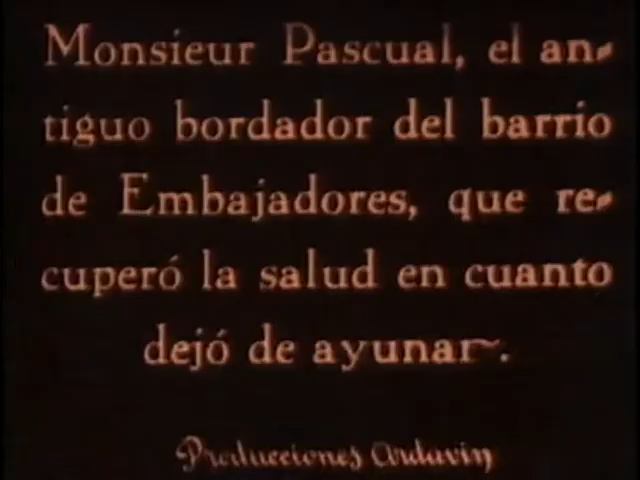 Monsieur Pascual, el an-
tiguo bordador del barrio
de Embajadores, que re-
cuperó la salud en cuanto
dejó de ayunar.
Producciones Ardavin